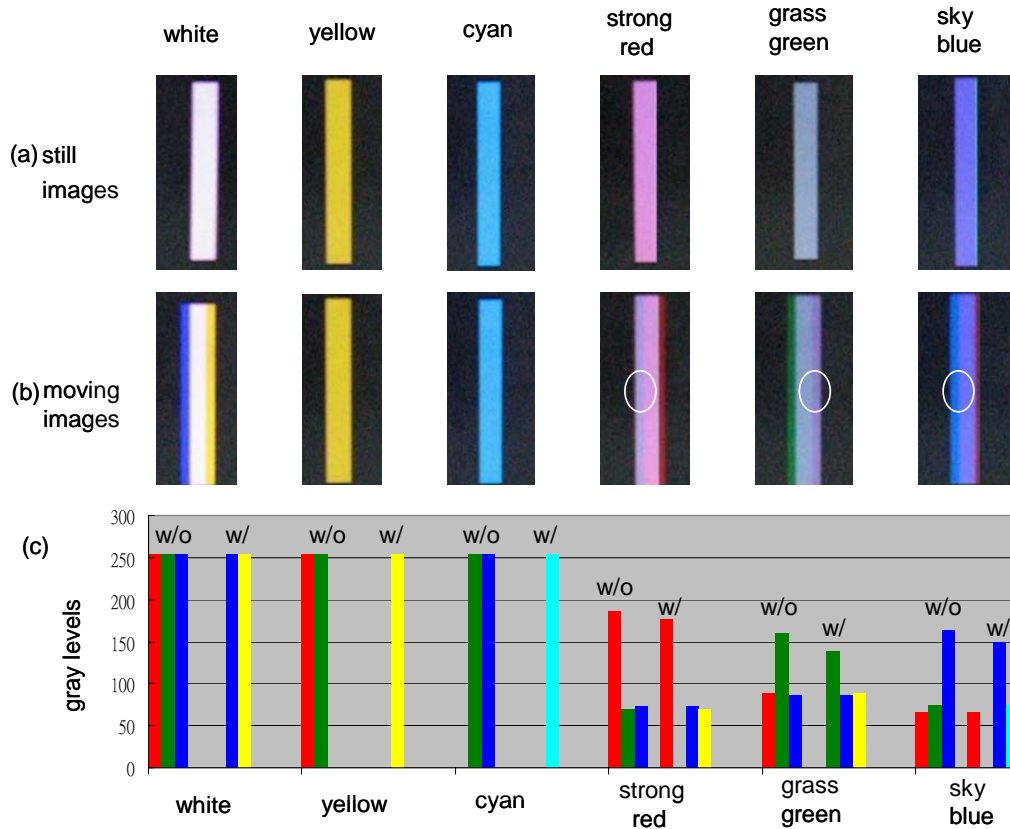 white yellow cyan strong red grass green sky blue
(a) still images
(b) moving images
(c)
gray levels
300
250
200
150
100
50
0
w/o w/ w/o w/ w/o w/ w/o w/ w/o w/ w/o w/
white yellow cyan strong red grass green sky blue